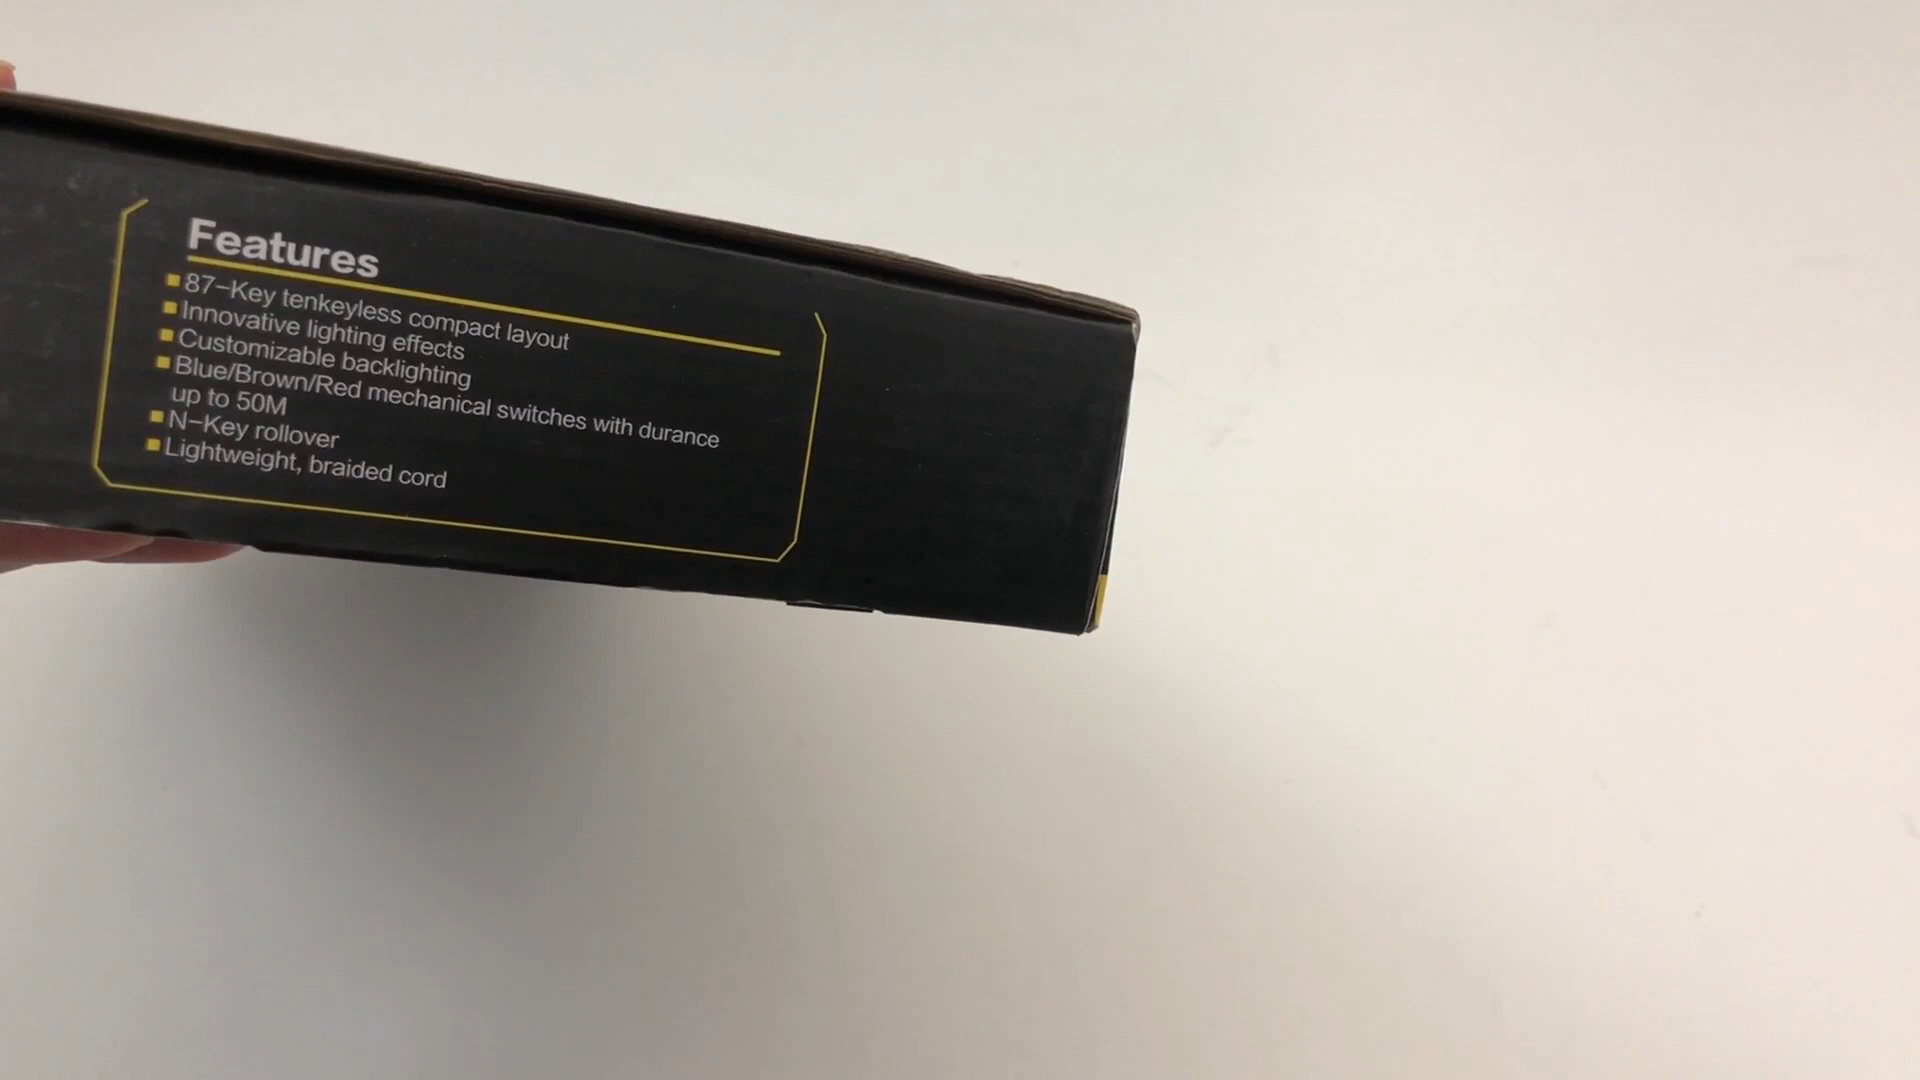 Features
87-Key tenkeyless compact layout
Innovative lighting effects
Customizable backlighting
Blue/Brown/Red mechanical switches with durance
up to 50M
N-Key rollover
Lightweight, braided cord